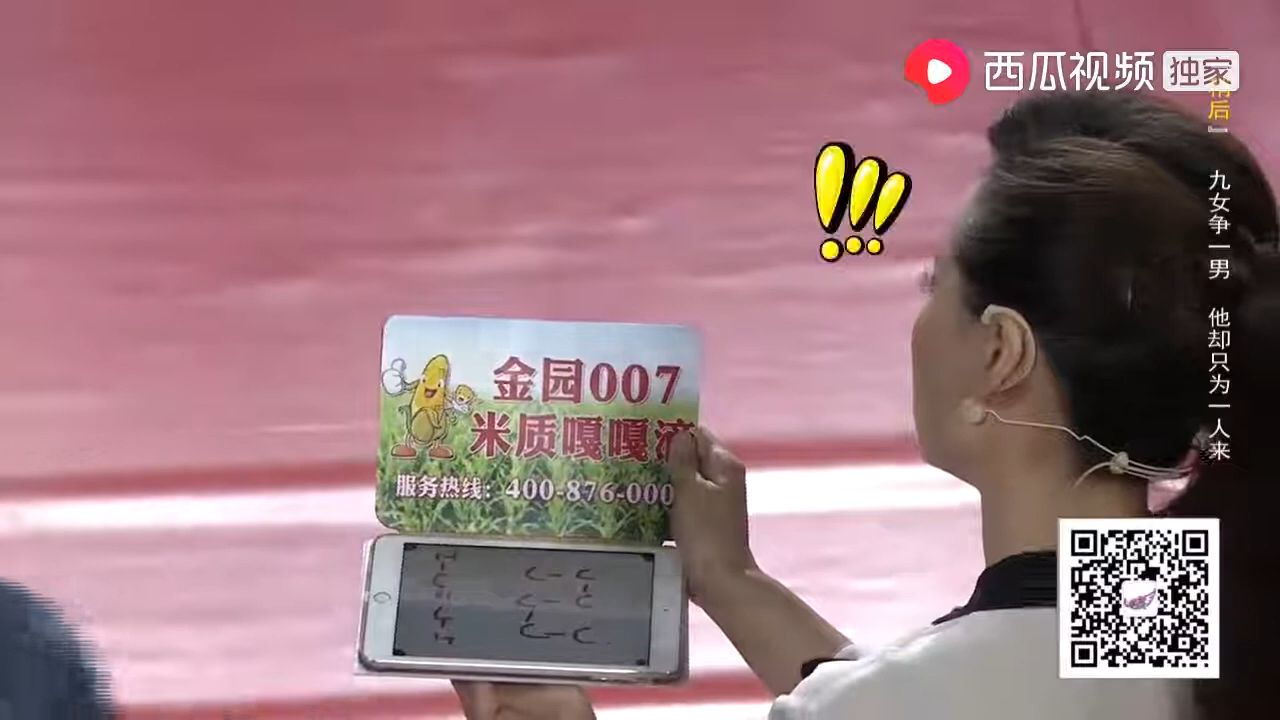 西瓜视频 独家
后』
九女争一男 他却只为一人来
金园007
米质嘎嘎
服务热线：400-876-000